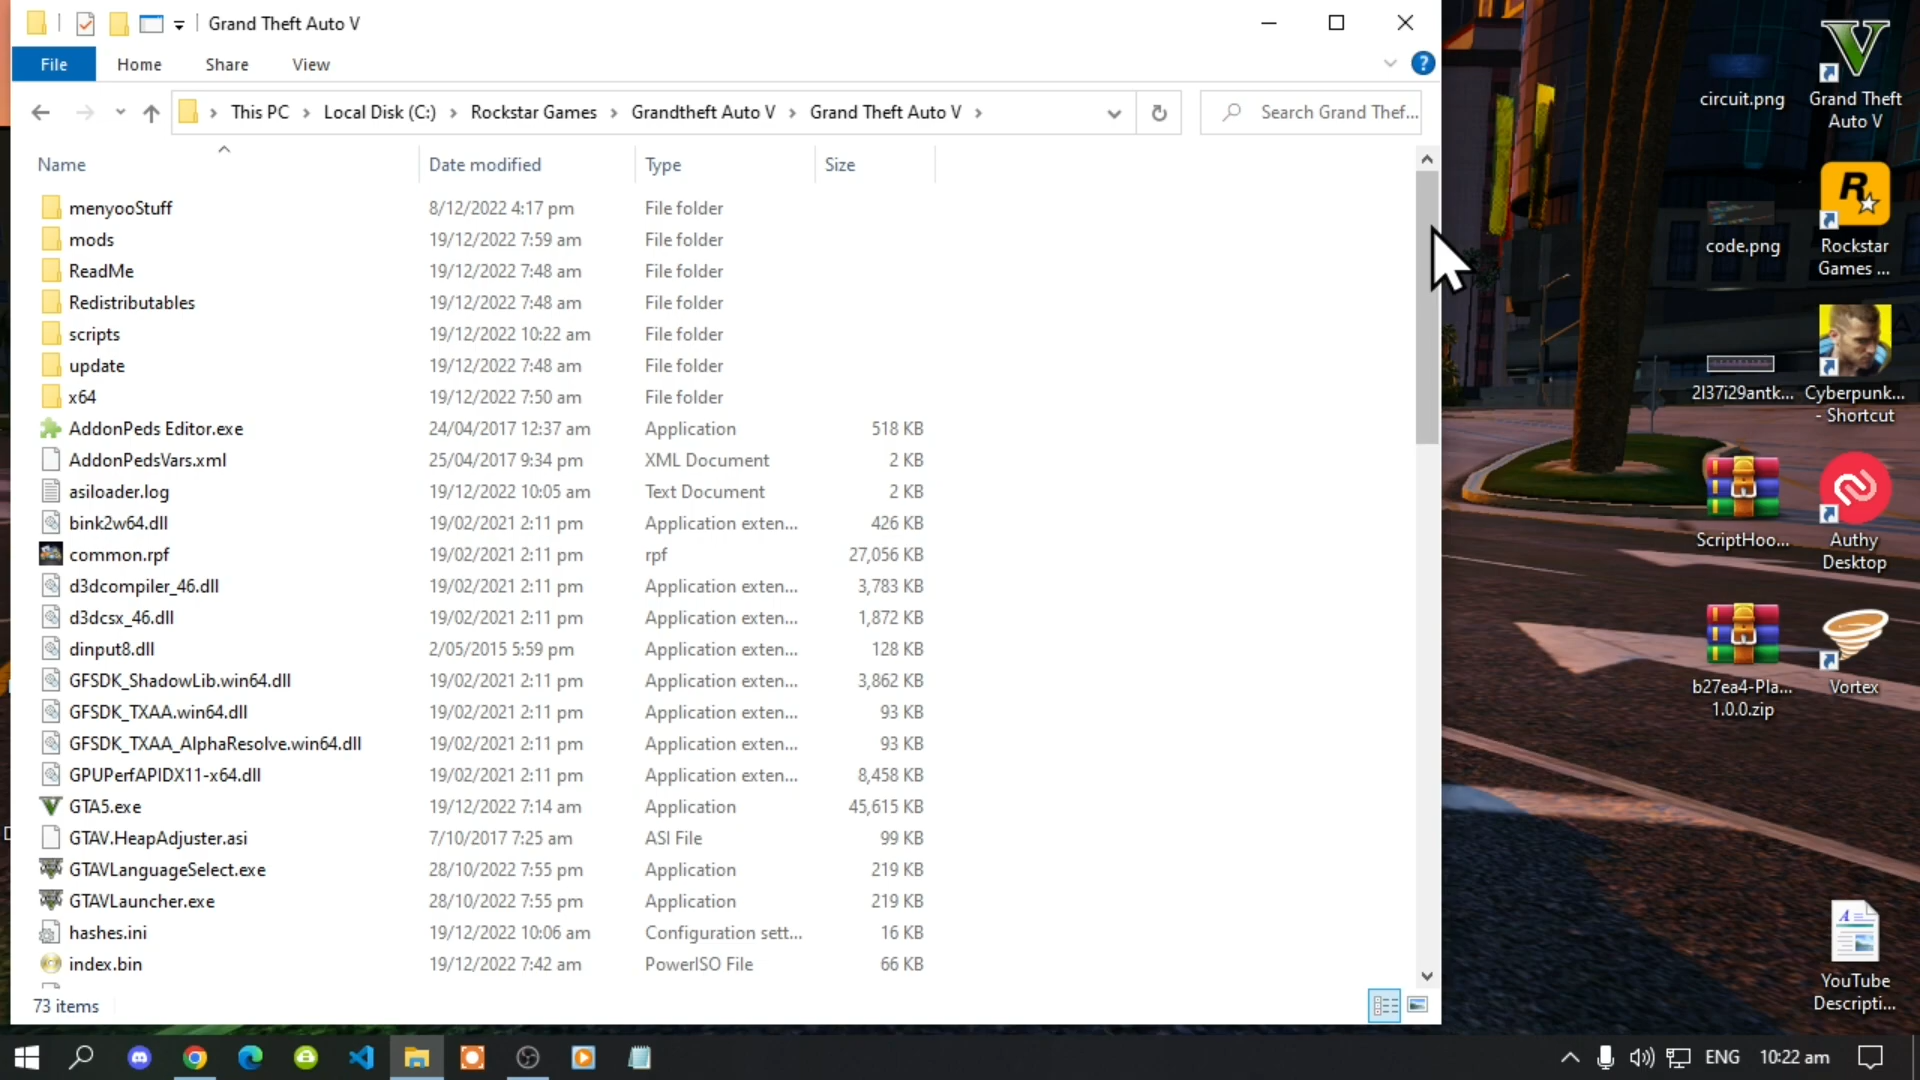 Grand Theft Auto V
File Home Share View
This PC Local Disk (C:) Rockstar Games Grandtheft Auto V Grand Theft Auto V
Search Grand Thef...
Name Date modified Type Size
menyooStuff 8/12/2022 4:17 pm File folder
mods 19/12/2022 7:59 am File folder
ReadMe 19/12/2022 7:48 am File folder
Redistributables 19/12/2022 7:48 am File folder
scripts 19/12/2022 10:22 am File folder
update 19/12/2022 7:48 am File folder
x64 19/12/2022 7:50 am File folder
AddonPeds Editor.exe 24/04/2017 12:37 am Application 518 KB
AddonPedsVars.xml 25/04/2017 9:34 pm XML Document 2 KB
asiloader.log 19/12/2022 10:05 am Text Document 2 KB
bink2w64.dll 19/02/2021 2:11 pm Application exten... 426 KB
common.rpf 19/02/2021 2:11 pm rpf 27,056 KB
d3dcompiler_46.dll 19/02/2021 2:11 pm Application exten... 3,783 KB
d3dcsx_46.dll 19/02/2021 2:11 pm Application exten... 1,872 KB
dinput8.dll 2/05/2015 5:59 pm Application exten... 128 KB
GFSDK_ShadowLib.win64.dll 19/02/2021 2:11 pm Application exten... 3,862 KB
GFSDK_TXAA.win64.dll 19/02/2021 2:11 pm Application exten... 93 KB
GFSDK_TXAA_AlphaResolve.win64.dll 19/02/2021 2:11 pm Application exten... 93 KB
GPUPerfAPIDX11-x64.dll 19/02/2021 2:11 pm Application exten... 8,458 KB
GTA5.exe 19/12/2022 7:14 am Application 45,615 KB
GTAV.HeapAdjuster.asi 7/10/2017 7:25 am ASI File 99 KB
GTAVLanguageSelect.exe 28/10/2022 7:55 pm Application 219 KB
GTAVLauncher.exe 28/10/2022 7:55 pm Application 219 KB
hashes.ini 19/12/2022 10:06 am Configuration sett... 16 KB
index.bin 19/12/2022 7:42 am PowerISO File 66 KB
73 items
circuit.png
Grand Theft
Auto V
code.png
Rockstar
Games ...
2l37i29antk...
Cyberpunk...
- Shortcut
ScriptHoo...
Authy
Desktop
b27ea4-Pla...
1.0.0.zip
Vortex
YouTube
Descripti...
ENG 10:22 am